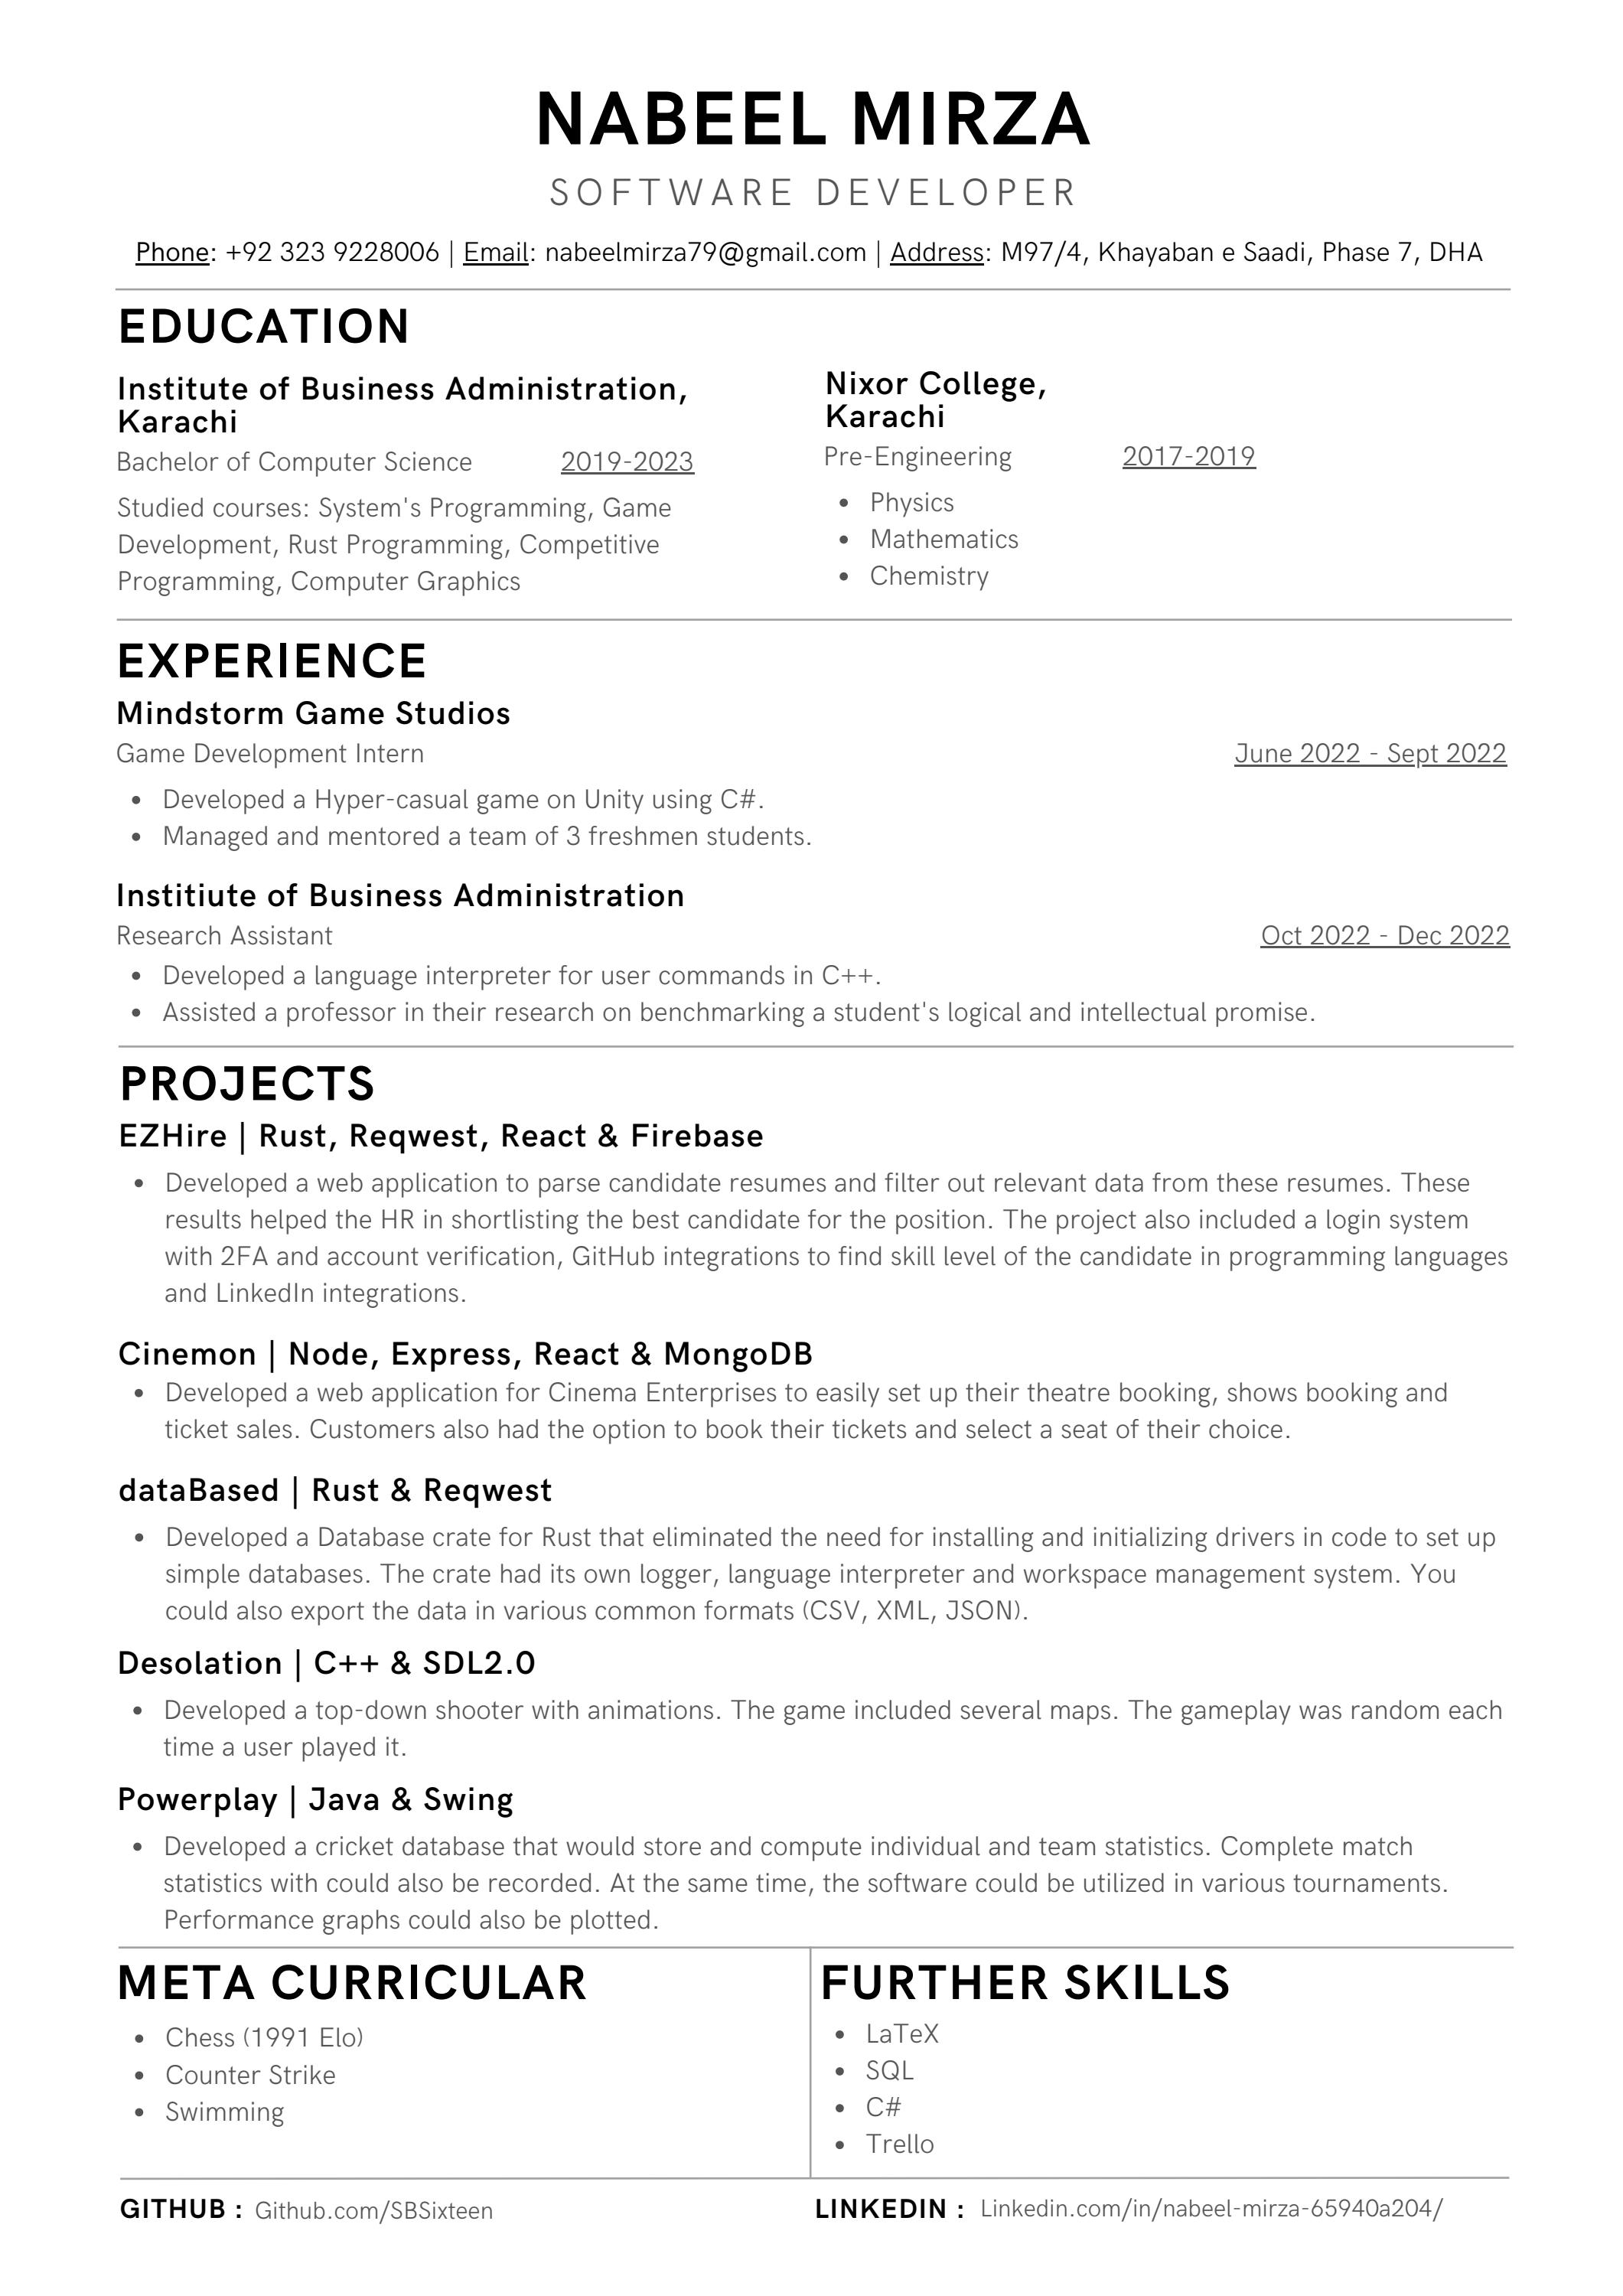 NABEEL MIRZA
SOFTWARE DEVELOPER
Phone: +92 323 9228006 | Email: nabeelmirza79@gmail.com | Address: M97/4, Khayaban e Saadi, Phase 7, DHA
EDUCATION
Institute of Business Administration,
Karachi
Bachelor of Computer Science 2019-2023
Studied courses: System's Programming, Game
Development, Rust Programming, Competitive
Programming, Computer Graphics
Nixor College,
Karachi
Pre-Engineering 2017-2019
• Physics
• Mathematics
• Chemistry
EXPERIENCE
Mindstorm Game Studios
Game Development Intern June 2022 - Sept 2022
• Developed a Hyper-casual game on Unity using C#.
• Managed and mentored a team of 3 freshmen students.
Institiute of Business Administration
Research Assistant Oct 2022 - Dec 2022
• Developed a language interpreter for user commands in C++.
• Assisted a professor in their research on benchmarking a student's logical and intellectual promise.
PROJECTS
EZHire | Rust, Reqwest, React & Firebase
• Developed a web application to parse candidate resumes and filter out relevant data from these resumes. These
results helped the HR in shortlisting the best candidate for the position. The project also included a login system
with 2FA and account verification, GitHub integrations to find skill level of the candidate in programming languages
and LinkedIn integrations.
Cinemon | Node, Express, React & MongoDB
• Developed a web application for Cinema Enterprises to easily set up their theatre booking, shows booking and
ticket sales. Customers also had the option to book their tickets and select a seat of their choice.
dataBased | Rust & Reqwest
• Developed a Database crate for Rust that eliminated the need for installing and initializing drivers in code to set up
simple databases. The crate had its own logger, language interpreter and workspace management system. You
could also export the data in various common formats (CSV, XML, JSON).
Desolation | C++ & SDL2.0
• Developed a top-down shooter with animations. The game included several maps. The gameplay was random each
time a user played it.
Powerplay | Java & Swing
• Developed a cricket database that would store and compute individual and team statistics. Complete match
statistics with could also be recorded. At the same time, the software could be utilized in various tournaments.
Performance graphs could also be plotted.
META CURRICULAR
• Chess (1991 Elo)
• Counter Strike
• Swimming
FURTHER SKILLS
• LaTeX
• SQL
• C#
• Trello
GITHUB : Github.com/SBSixteen
LINKEDIN : Linkedin.com/in/nabeel-mirza-65940a204/